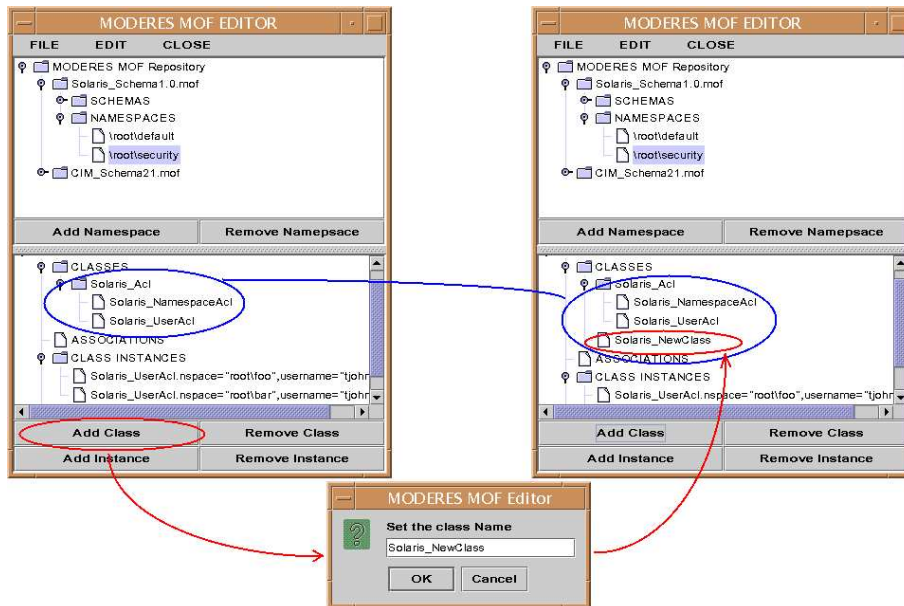 MODERES MOF EDITOR
FILE EDIT CLOSE
MODERES MOF Repository
Solaris_Schema1.0.mof
SCHEMAS
NAMESPACES
\root\default
\root\security
CIM_Schema21.mof
Add Namespace Remove Namepsace
CLASSES
Solaris_Acl
Solaris_NamespaceAcl
Solaris_UserAcl
ASSOCIATIONS
CLASS INSTANCES
Solaris_UserAcl.nspace="root\foo",username="tjohn
Solaris_UserAcl.nspace="root\bar",username="tjohn
Add Class Remove Class
Add Instance Remove Instance
MODERES MOF EDITOR
FILE EDIT CLOSE
MODERES MOF Repository
Solaris_Schema1.0.mof
SCHEMAS
NAMESPACES
\root\default
\root\security
CIM_Schema21.mof
Add Namespace Remove Namepsace
CLASSES
Solaris_Acl
Solaris_NamespaceAcl
Solaris_UserAcl
Solaris_NewClass
ASSOCIATIONS
CLASS INSTANCES
Solaris_UserAcl.nspace="root\foo",username="tjohn
Add Class Remove Class
Add Instance Remove Instance
MODERES MOF Editor
Set the class Name
Solaris_NewClass
OK Cancel